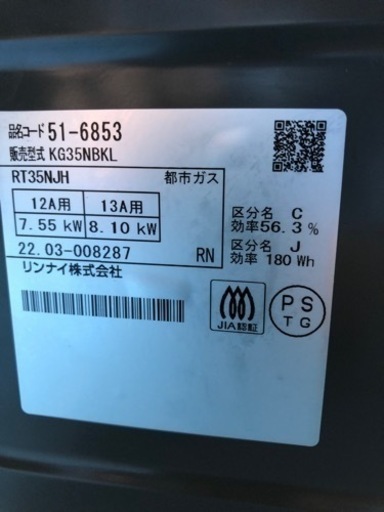 品名コード 51-6853
販売型式 KG35NBKL
RT35NJH 都市ガス
12A用 13A用
7.55 kW 8.10 kW
22.03-008287 RN
リンナイ株式会社
区分名 C
効率56.3 %
区分名 J
効率 180 Wh
JIA認証
PS
TG